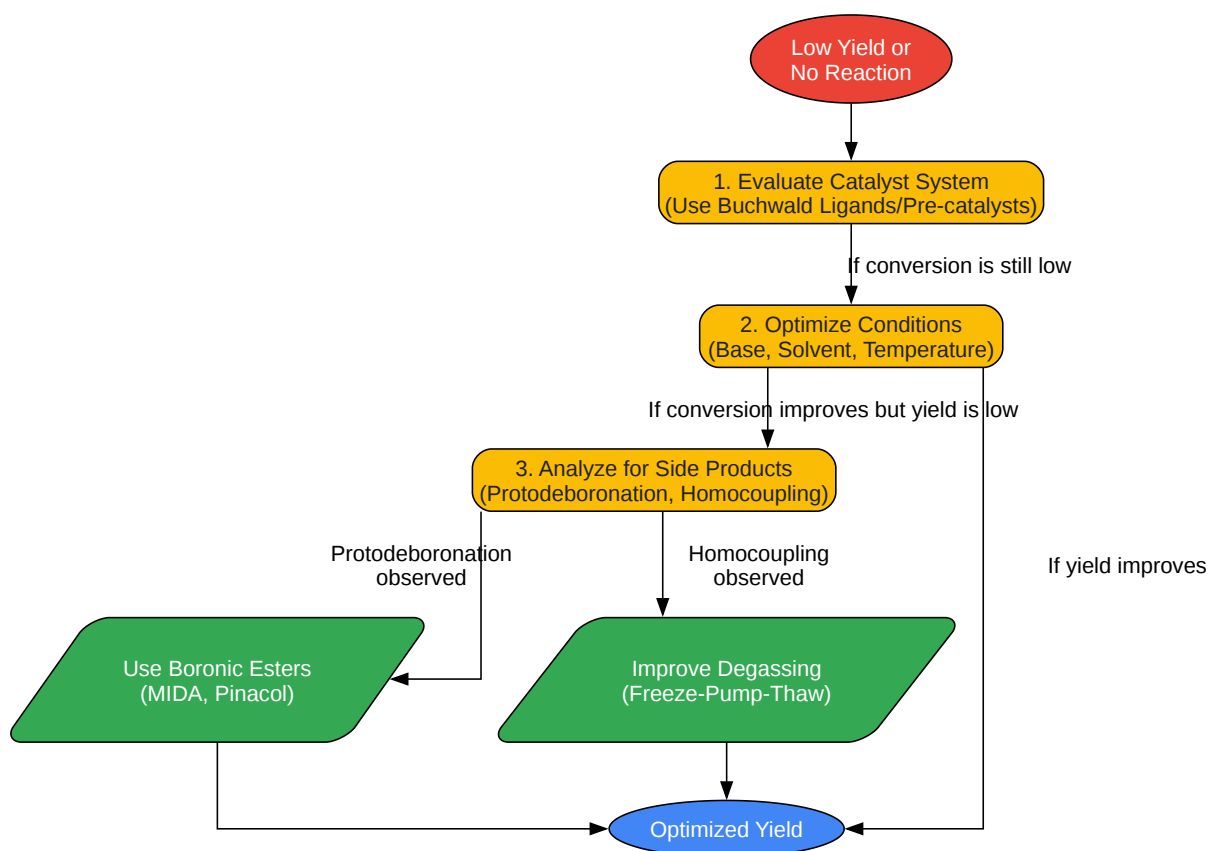 Low Yield or
No Reaction
1. Evaluate Catalyst System
(Use Buchwald Ligands/Pre-catalysts)
If conversion is still low
2. Optimize Conditions
(Base, Solvent, Temperature)
If conversion improves but yield is low
3. Analyze for Side Products
(Protodeboronation, Homocoupling)
Protodeboronation
observed
Homocoupling
observed
If yield improves
Use Boronic Esters
(MIDA, Pinacol)
Improve Degassing
(Freeze-Pump-Thaw)
Optimized Yield